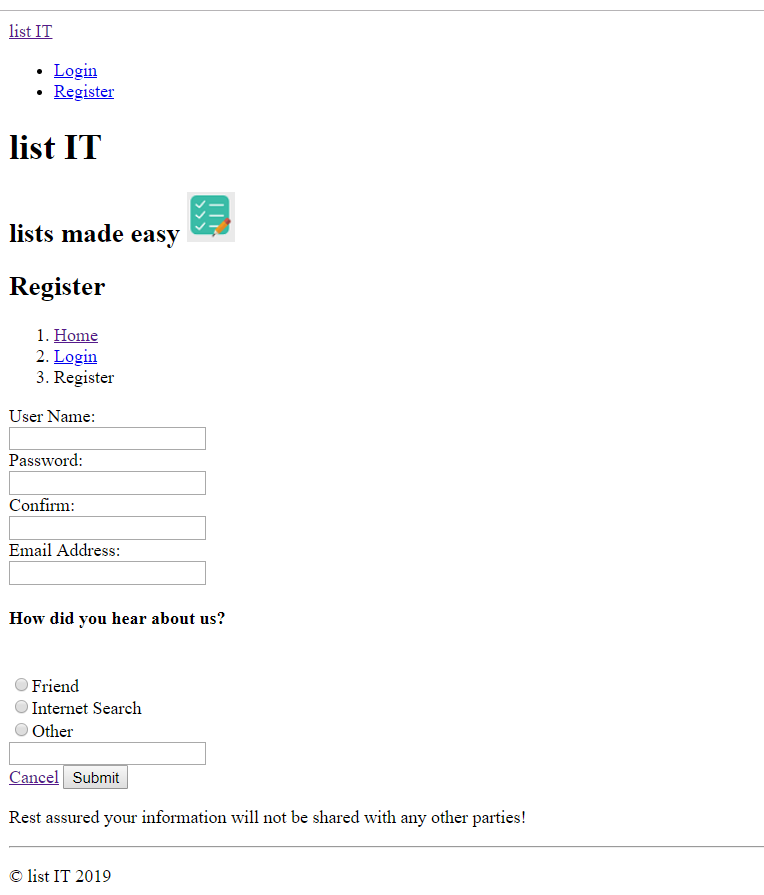 list IT
Login
Register
list IT
lists made easy
Register
1. Home
2. Login
3. Register
User Name:
Password:
Confirm:
Email Address:
How did you hear about us?
Friend
Internet Search
Other
Cancel Submit
Rest assured your information will not be shared with any other parties!
© list IT 2019